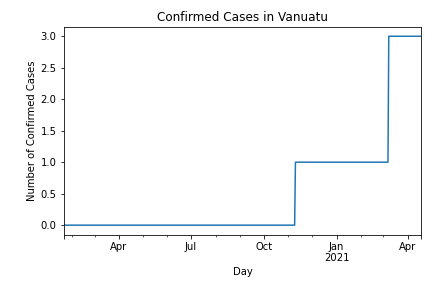 Confirmed Cases in Vanuatu
Number of Confirmed Cases
3.0
2.5
2.0
1.5
1.0
0.5
0.0
Apr Jul Oct Jan Apr
2021
Day